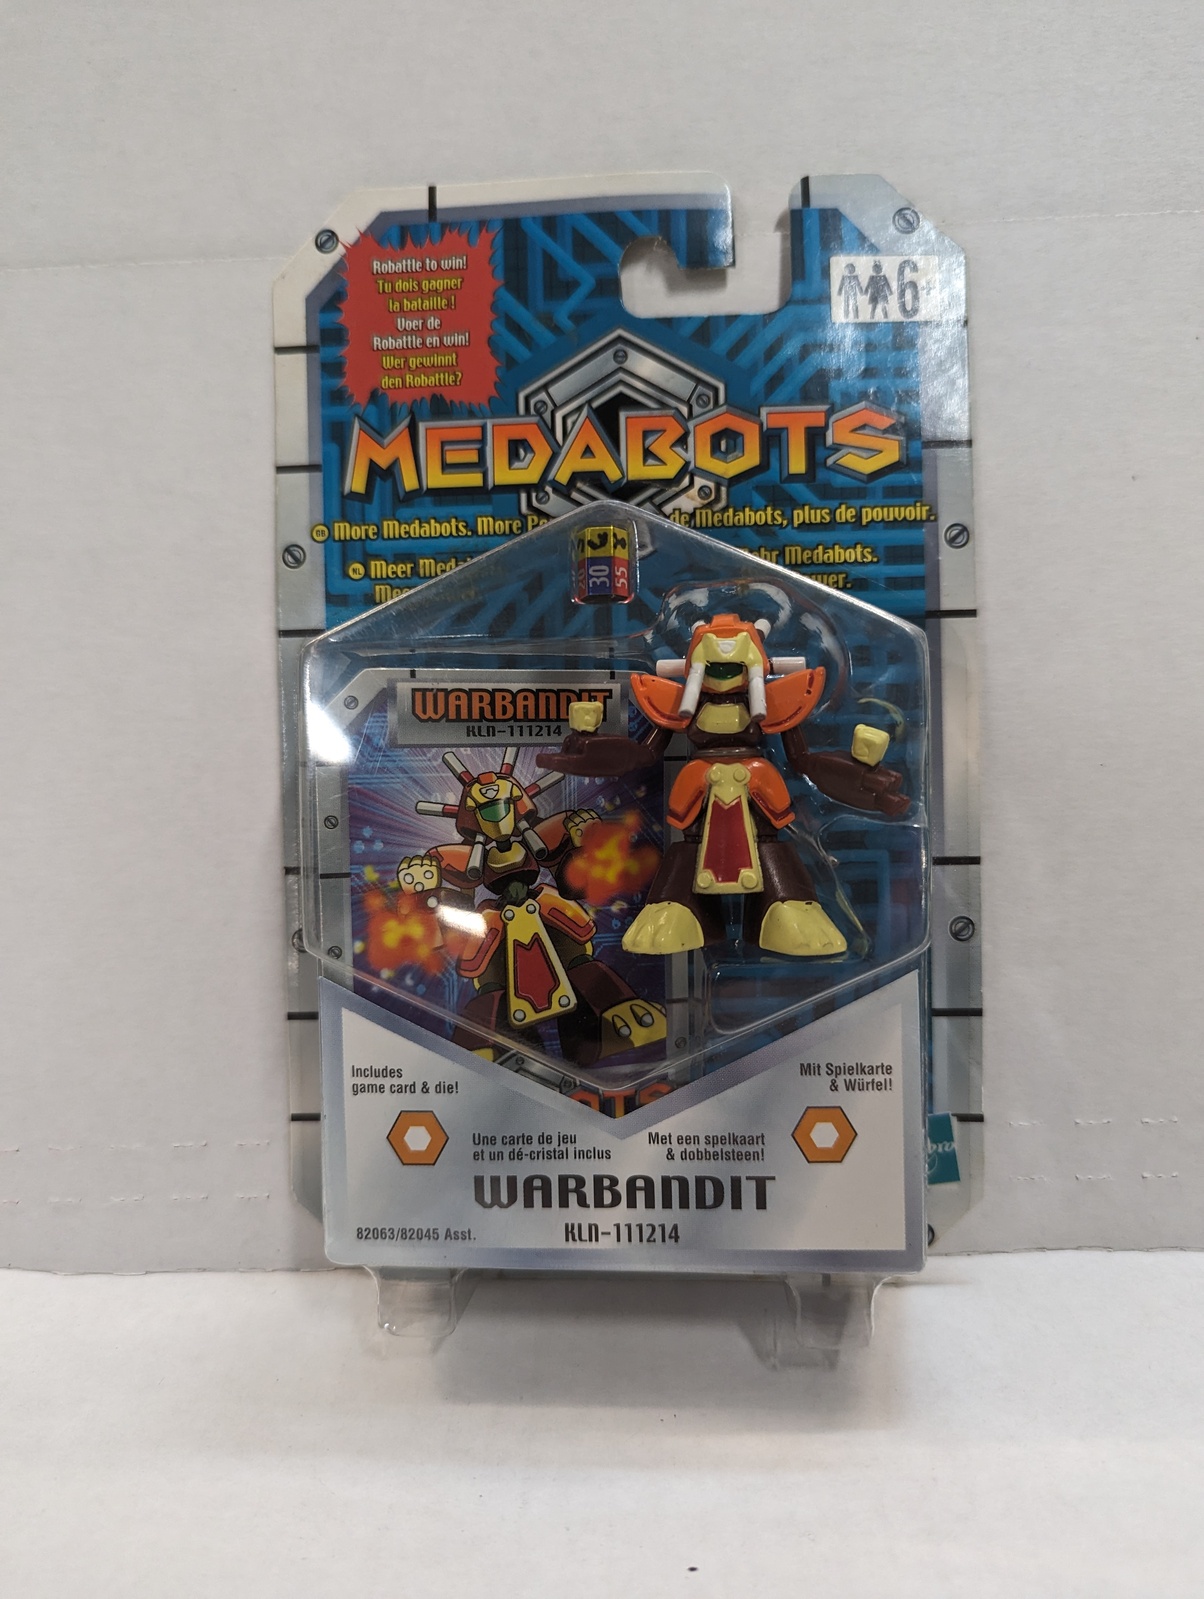 Robattle to win!
Tu dois gagner
la bataille !
Voer de
Robattle en win!
Wer gewinnt
den Robattle?
6+
MEDABOTS
GB More Medabots. More
de Medabots, plus de pouvoir.
NL Meer
Medabots.
30
55
WARBANDIT
KLN-111214
Includes
game card & die!
Mit Spielkarte
& Würfel!
Une carte de jeu
et un dé-cristal inclus
Met een spelkaart
& dobbelsteen!
WARBANDIT
82063/82045 Asst.
KLN-111214